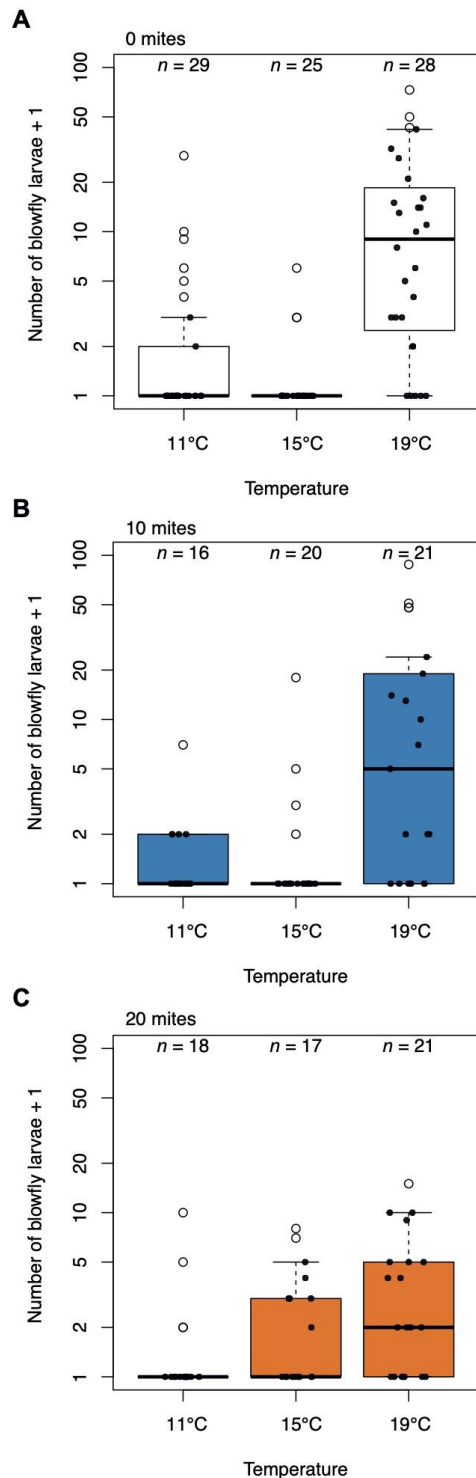 A
0 mites
n = 29 n = 25 n = 28
100
50
20
10
5
2
1
Number of blowfly larvae + 1
11°C 15°C 19°C
Temperature
B
10 mites
n = 16 n = 20 n = 21
100
50
20
10
5
2
1
Number of blowfly larvae + 1
11°C 15°C 19°C
Temperature
C
20 mites
n = 18 n = 17 n = 21
100
50
20
10
5
2
1
Number of blowfly larvae + 1
11°C 15°C 19°C
Temperature